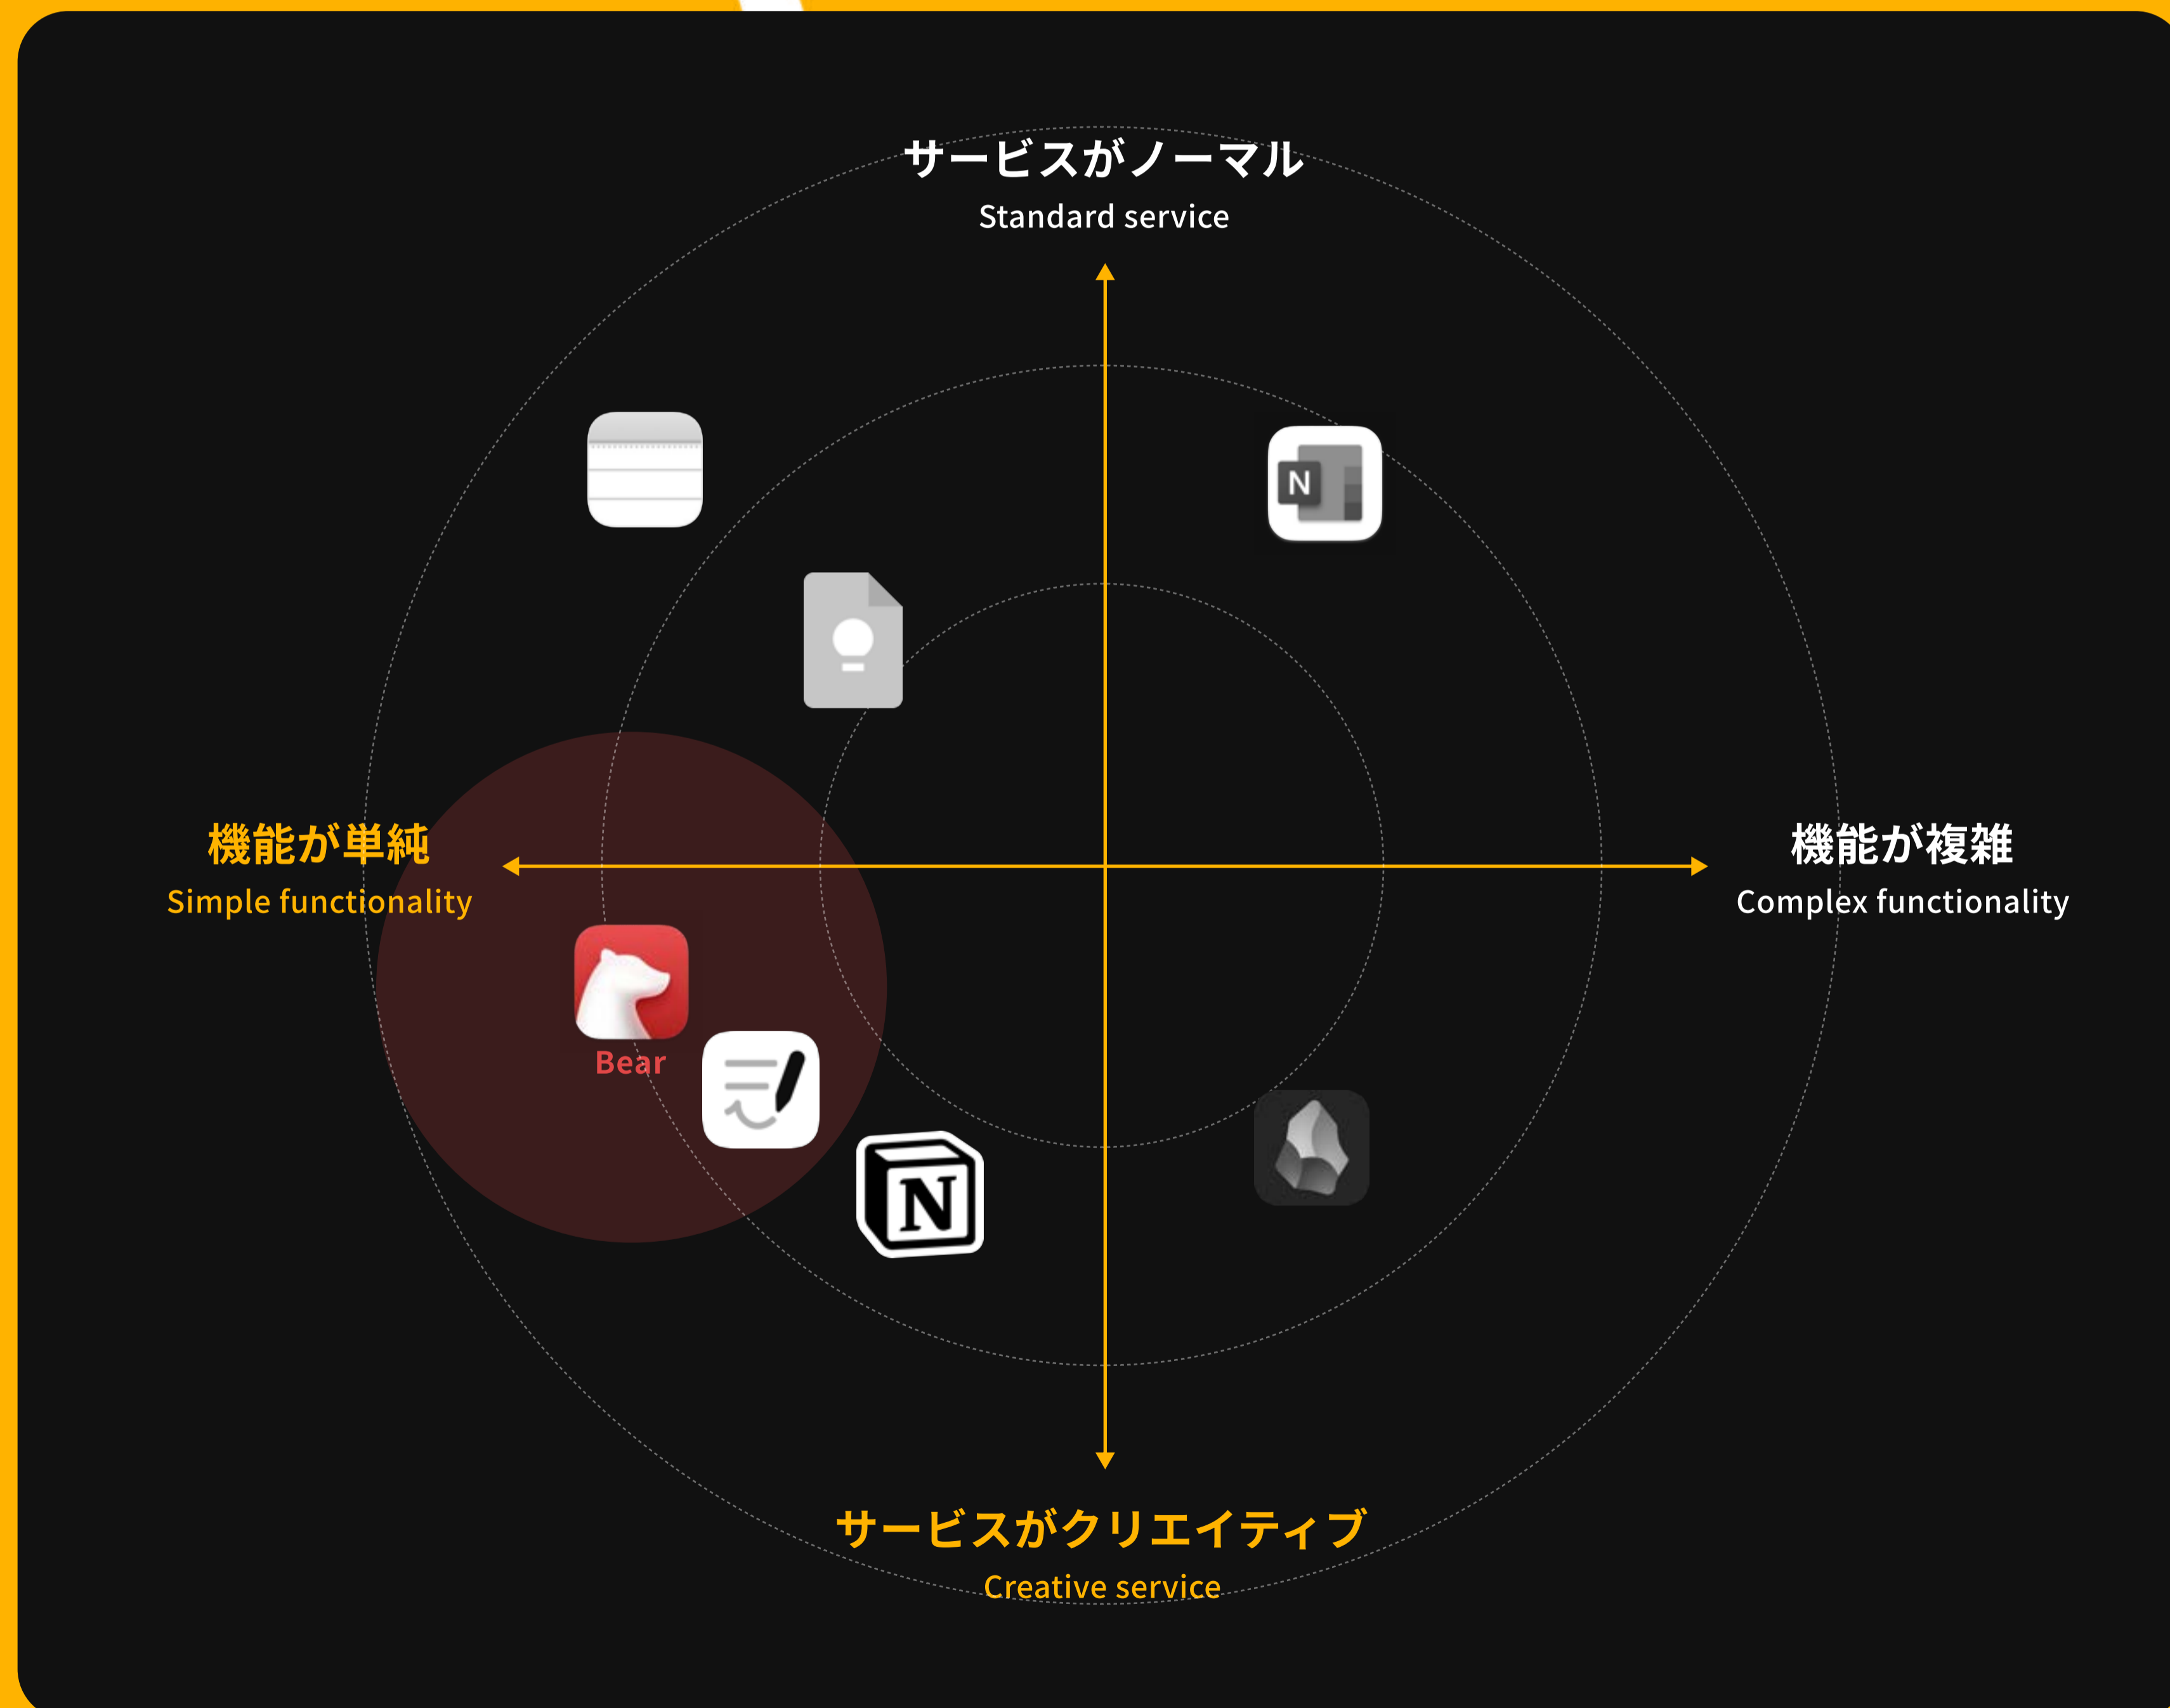 サービスがノーマル
Standard service
N
機能が単純
Simple functionality
機能が複雑
Complex functionality
Bear
N
サービスがクリエイティブ
Creative service